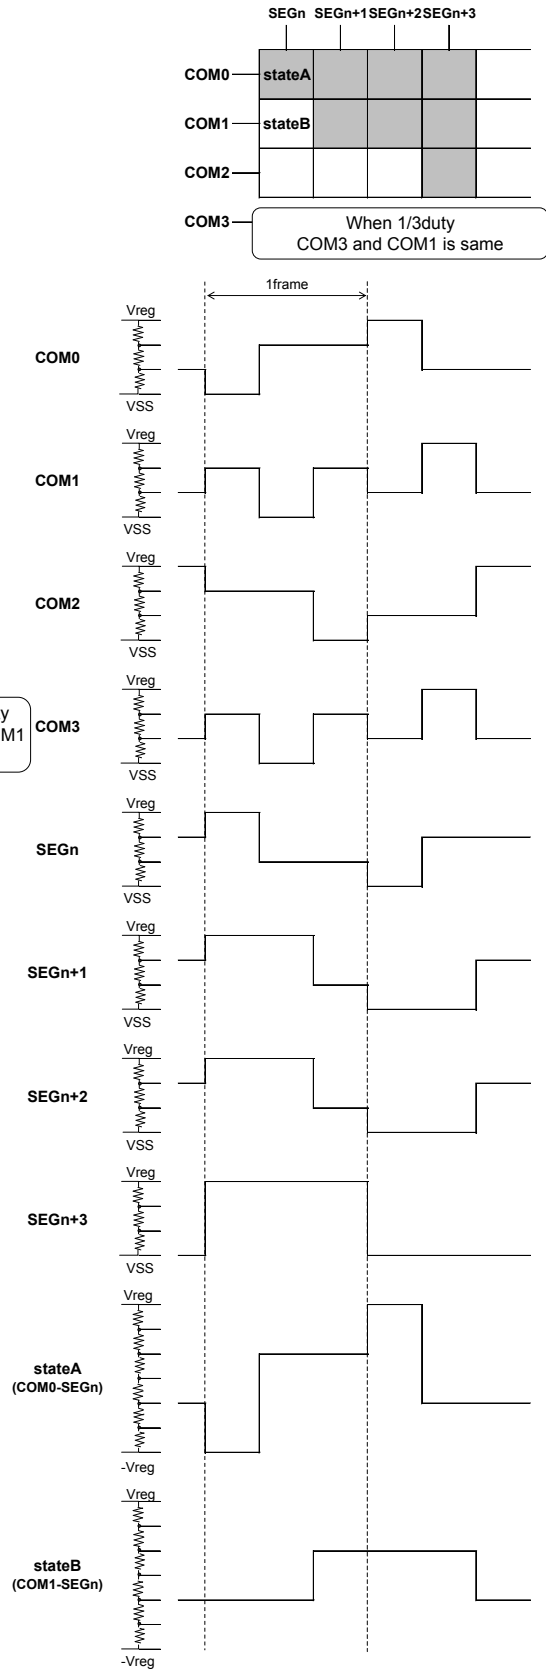 SEGn SEGn+1 SEGn+2 SEGn+3
COM0 stateA
COM1 stateB
COM2
COM3 When 1/3duty
COM3 and COM1 is same
1frame
Vreg
COM0
VSS
Vreg
COM1
VSS
Vreg
COM2
VSS
Vreg
y
M1
COM3
VSS
Vreg
SEGn
VSS
Vreg
SEGn+1
VSS
Vreg
SEGn+2
VSS
Vreg
SEGn+3
VSS
Vreg
stateA
(COM0-SEGn)
-Vreg
Vreg
stateB
(COM1-SEGn)
-Vreg